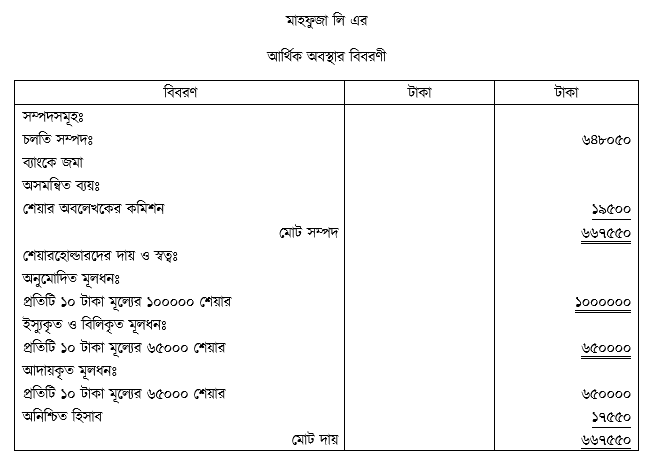 মাহফুজা লি এর
আর্থিক অবস্থার বিবরণী
বিবরণ টাকা টাকা
সম্পদসমূহঃ
চলতি সম্পদঃ ৬৪৮০৫০
ব্যাংকে জমা
অসমন্বিত ব্যয়ঃ
শেয়ার অবলেখকের কমিশন ১৯৫০০
মোট সম্পদ ৬৬৭৫৫০
শেয়ারহোল্ডারদের দায় ও স্বত্বঃ
অনুমোদিত মূলধনঃ
প্রতিটি ১০ টাকা মূল্যের ১০০০০০ শেয়ার ১০০০০০০
ইস্যুকৃত ও বিলিকৃত মূলধনঃ
প্রতিটি ১০ টাকা মূল্যের ৬৫০০০ শেয়ার ৬৫০০০০
আদায়কৃত মূলধনঃ
প্রতিটি ১০ টাকা মূল্যের ৬৫০০০ শেয়ার ৬৫০০০০
অনিশ্চিত হিসাব ১৭৫৫০
মোট দায় ৬৬৭৫৫০